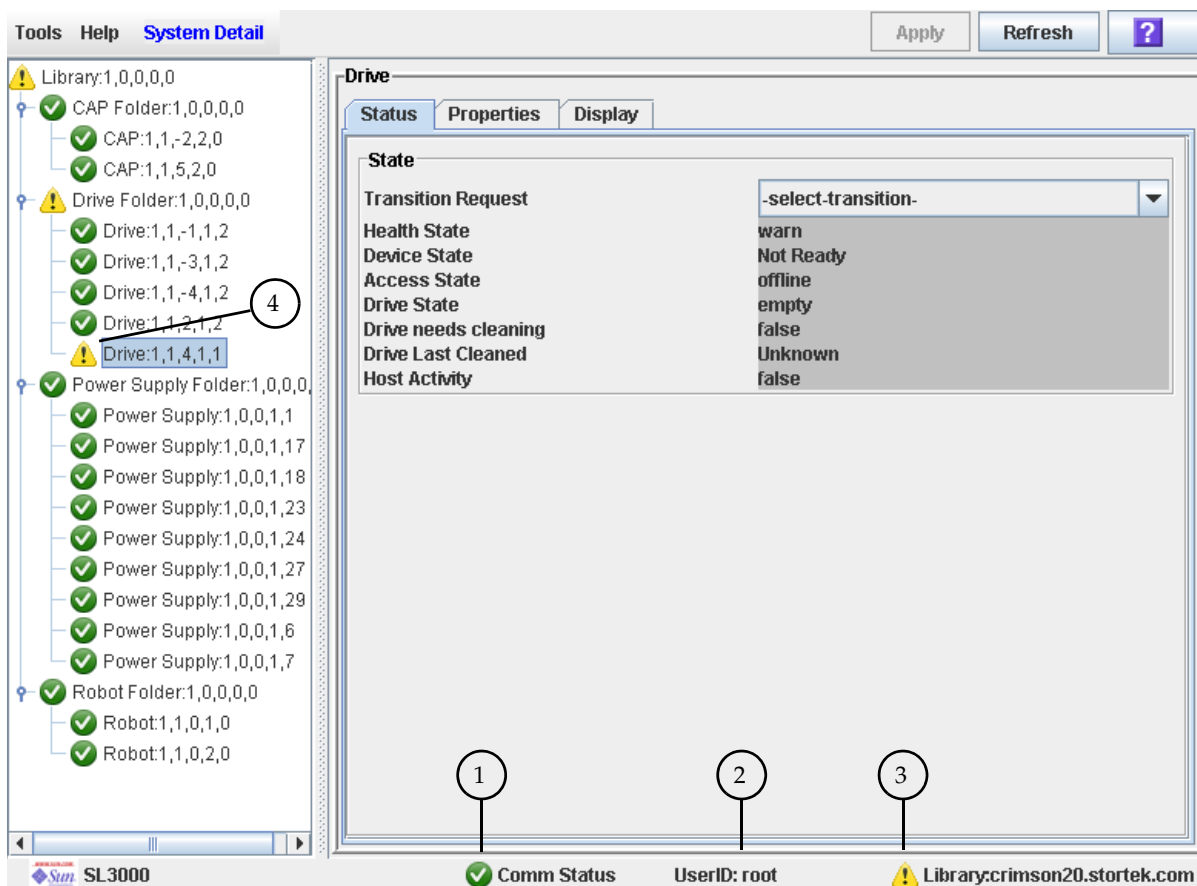 Tools Help System Detail
Apply Refresh ?
Library:1,0,0,0,0
CAP Folder:1,0,0,0,0
CAP:1,1,-2,2,0
CAP:1,1,5,2,0
Drive Folder:1,0,0,0,0
Drive:1,1,-1,1,2
Drive:1,1,-3,1,2
Drive:1,1,-4,1,2
Drive:1,1,2,1,2
Drive:1,1,4,1,1
4
Power Supply Folder:1,0,0,0,
Power Supply:1,0,0,1,1
Power Supply:1,0,0,1,17
Power Supply:1,0,0,1,18
Power Supply:1,0,0,1,23
Power Supply:1,0,0,1,24
Power Supply:1,0,0,1,27
Power Supply:1,0,0,1,29
Power Supply:1,0,0,1,6
Power Supply:1,0,0,1,7
Robot Folder:1,0,0,0,0
Robot:1,1,0,1,0
Robot:1,1,0,2,0
Drive
Status Properties Display
State
Transition Request -select-transition-
Health State warn
Device State Not Ready
Access State offline
Drive State empty
Drive needs cleaning false
Drive Last Cleaned Unknown
Host Activity false
1 2 3
Sun SL3000 Comm Status UserID: root Library:crimson20.stortek.com